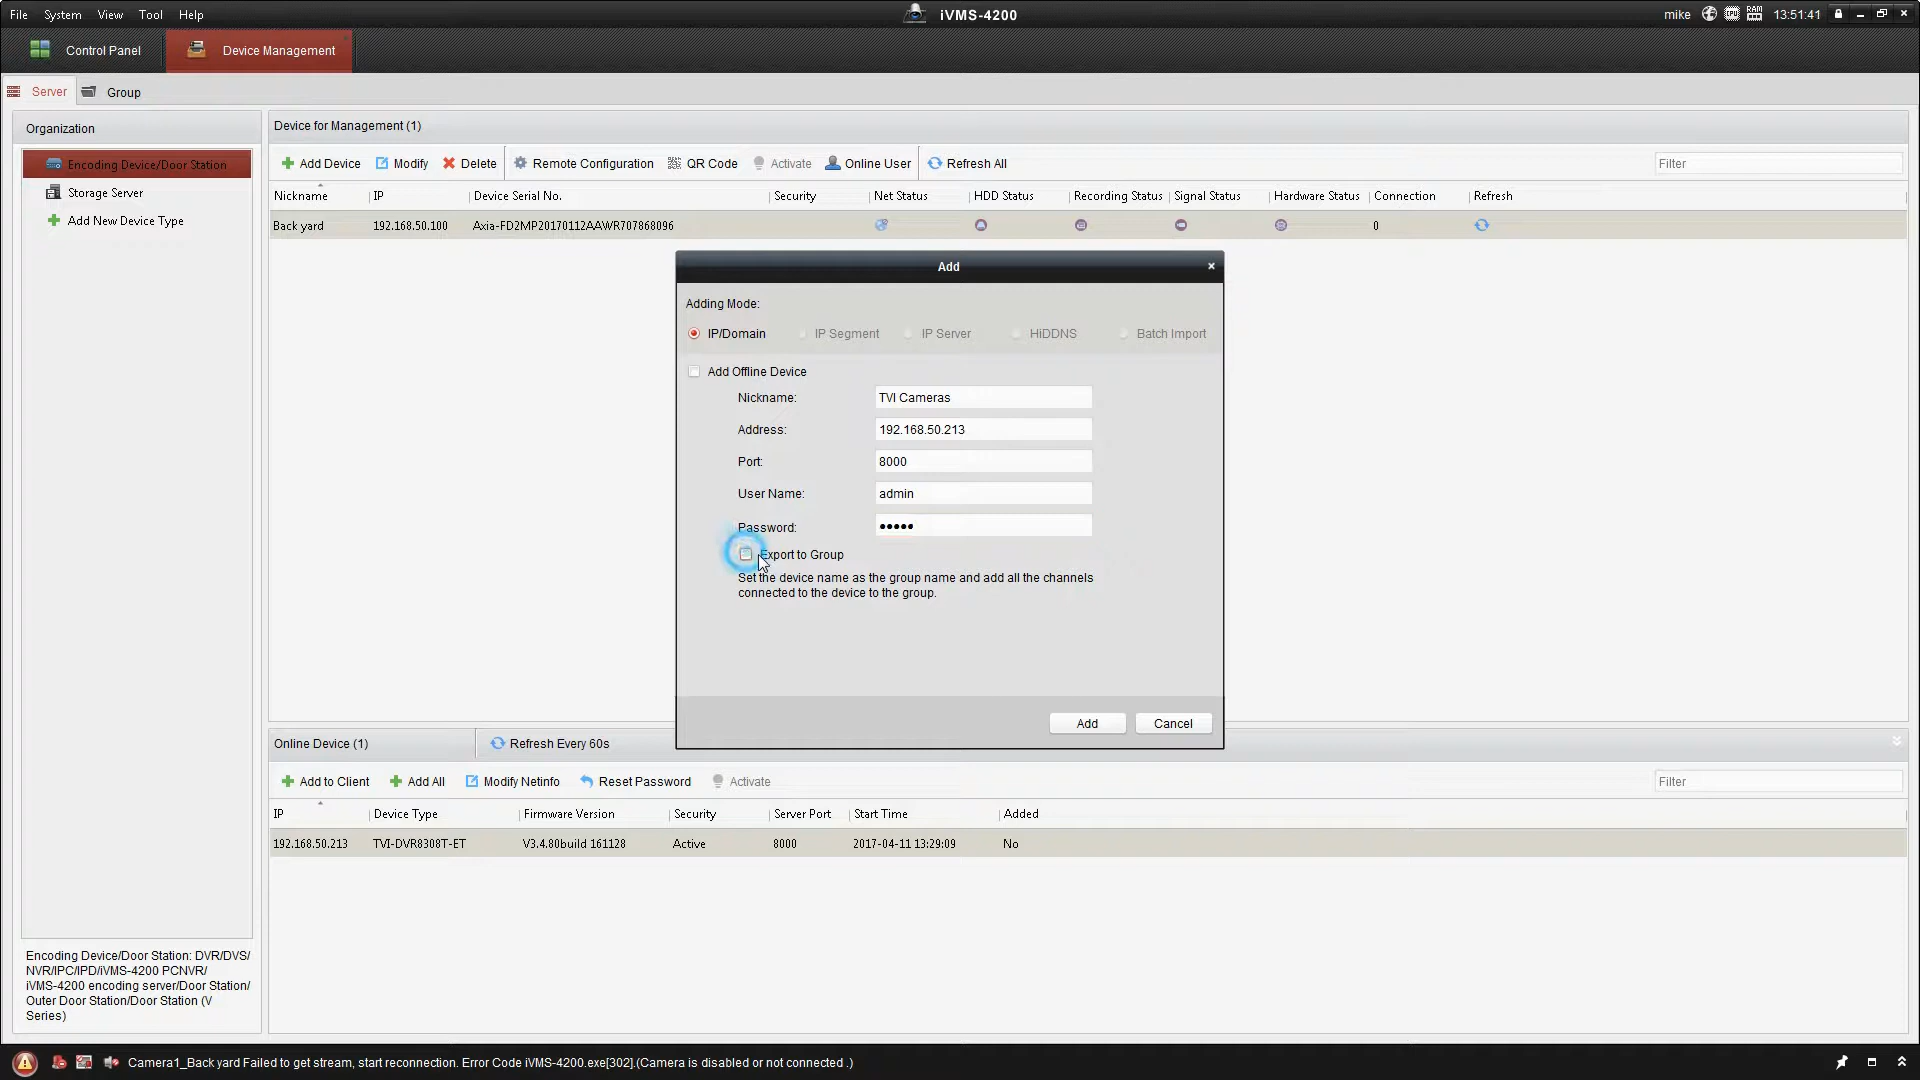 File System View Tool Help
iVMS-4200
mike 13:51:41
Control Panel
Device Management
Server
Group
Organization
Encoding Device/Door Station
Storage Server
Add New Device Type
Encoding Device/Door Station: DVR/DVS/
NVR/IPC/IPD/iVMS-4200 PCNVR/
iVMS-4200 encoding server/Door Station/
Outer Door Station/Door Station (V
Series)
Device for Management (1)
Add Device Modify Delete Remote Configuration QR Code Activate Online User Refresh All Filter
Nickname IP Device Serial No. Security Net Status HDD Status Recording Status Signal Status Hardware Status Connection Refresh
Back yard 192.168.50.100 Axia-FD2MP20170112AAWR707868096 0
Add
Adding Mode:
IP/Domain IP Segment IP Server HiDDNS Batch Import
Add Offline Device
Nickname: TVI Cameras
Address: 192.168.50.213
Port: 8000
User Name: admin
Password: •••••
Export to Group
Set the device name as the group name and add all the channels
connected to the device to the group.
Add Cancel
Online Device (1) Refresh Every 60s
Add to Client Add All Modify Netinfo Reset Password Activate Filter
IP Device Type Firmware Version Security Server Port Start Time Added
192.168.50.213 TVI-DVR8308T-ET V3.4.80build 161128 Active 8000 2017-04-11 13:29:09 No
Camera1_Back yard Failed to get stream, start reconnection. Error Code iVMS-4200.exe[302].(Camera is disabled or not connected .)